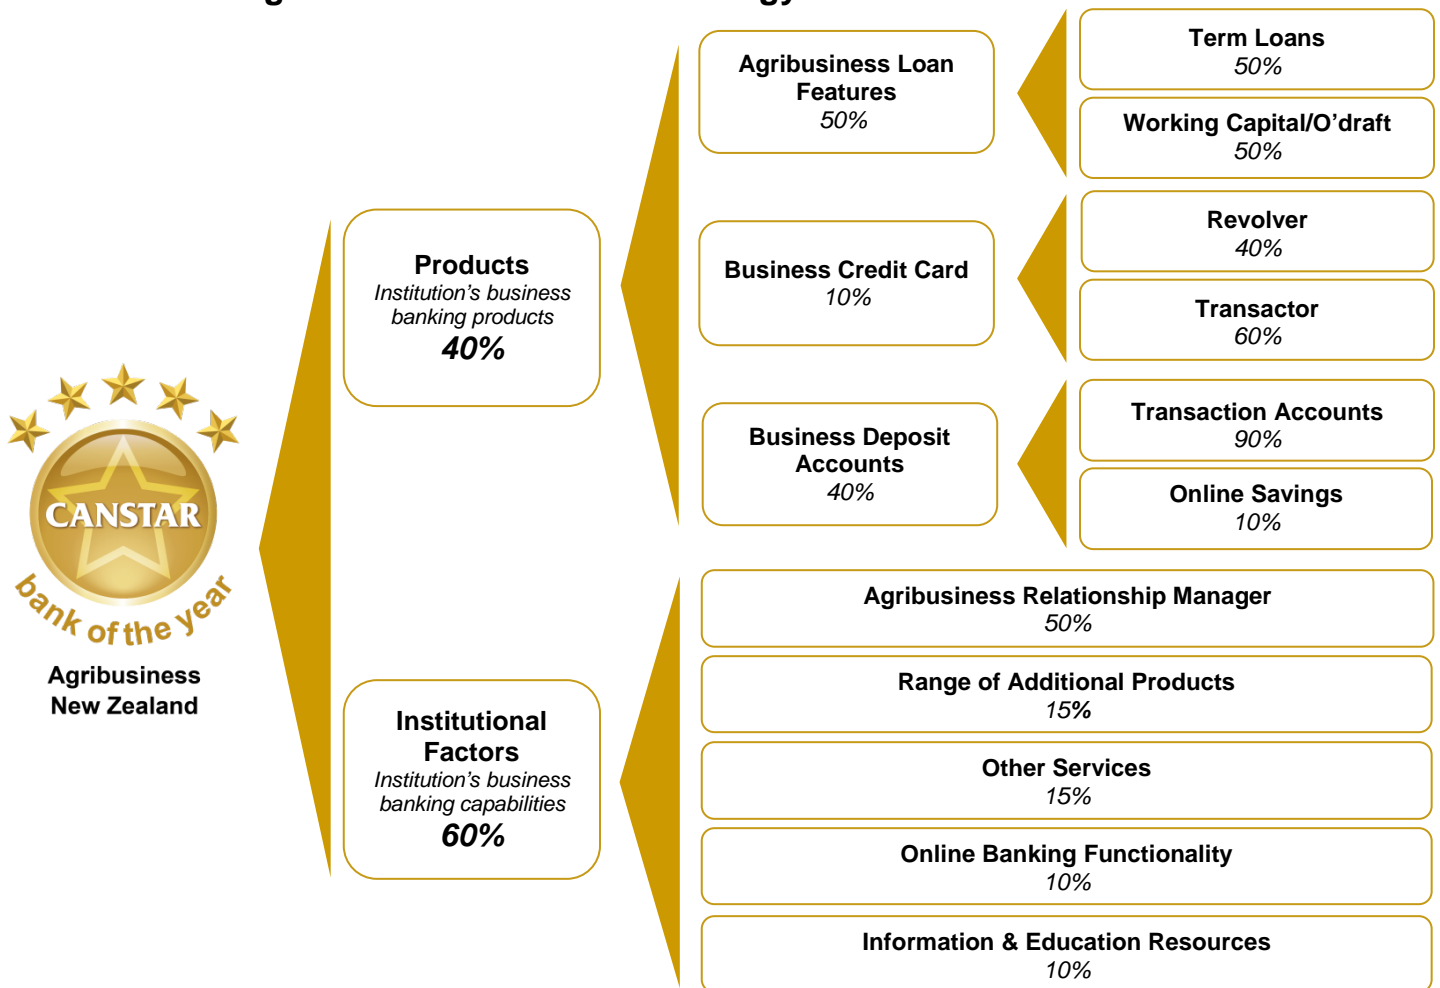 Agribusiness Loan
Features
50%
Term Loans
50%
Working Capital/O’draft
50%
Products
Institution’s business
banking products
40%
Business Credit Card
10%
Revolver
40%
Transactor
60%
Business Deposit
Accounts
40%
Transaction Accounts
90%
Online Savings
10%
CANSTAR
bank of the year
Agribusiness
New Zealand
Institutional
Factors
Institution’s business
banking capabilities
60%
Agribusiness Relationship Manager
50%
Range of Additional Products
15%
Other Services
15%
Online Banking Functionality
10%
Information & Education Resources
10%